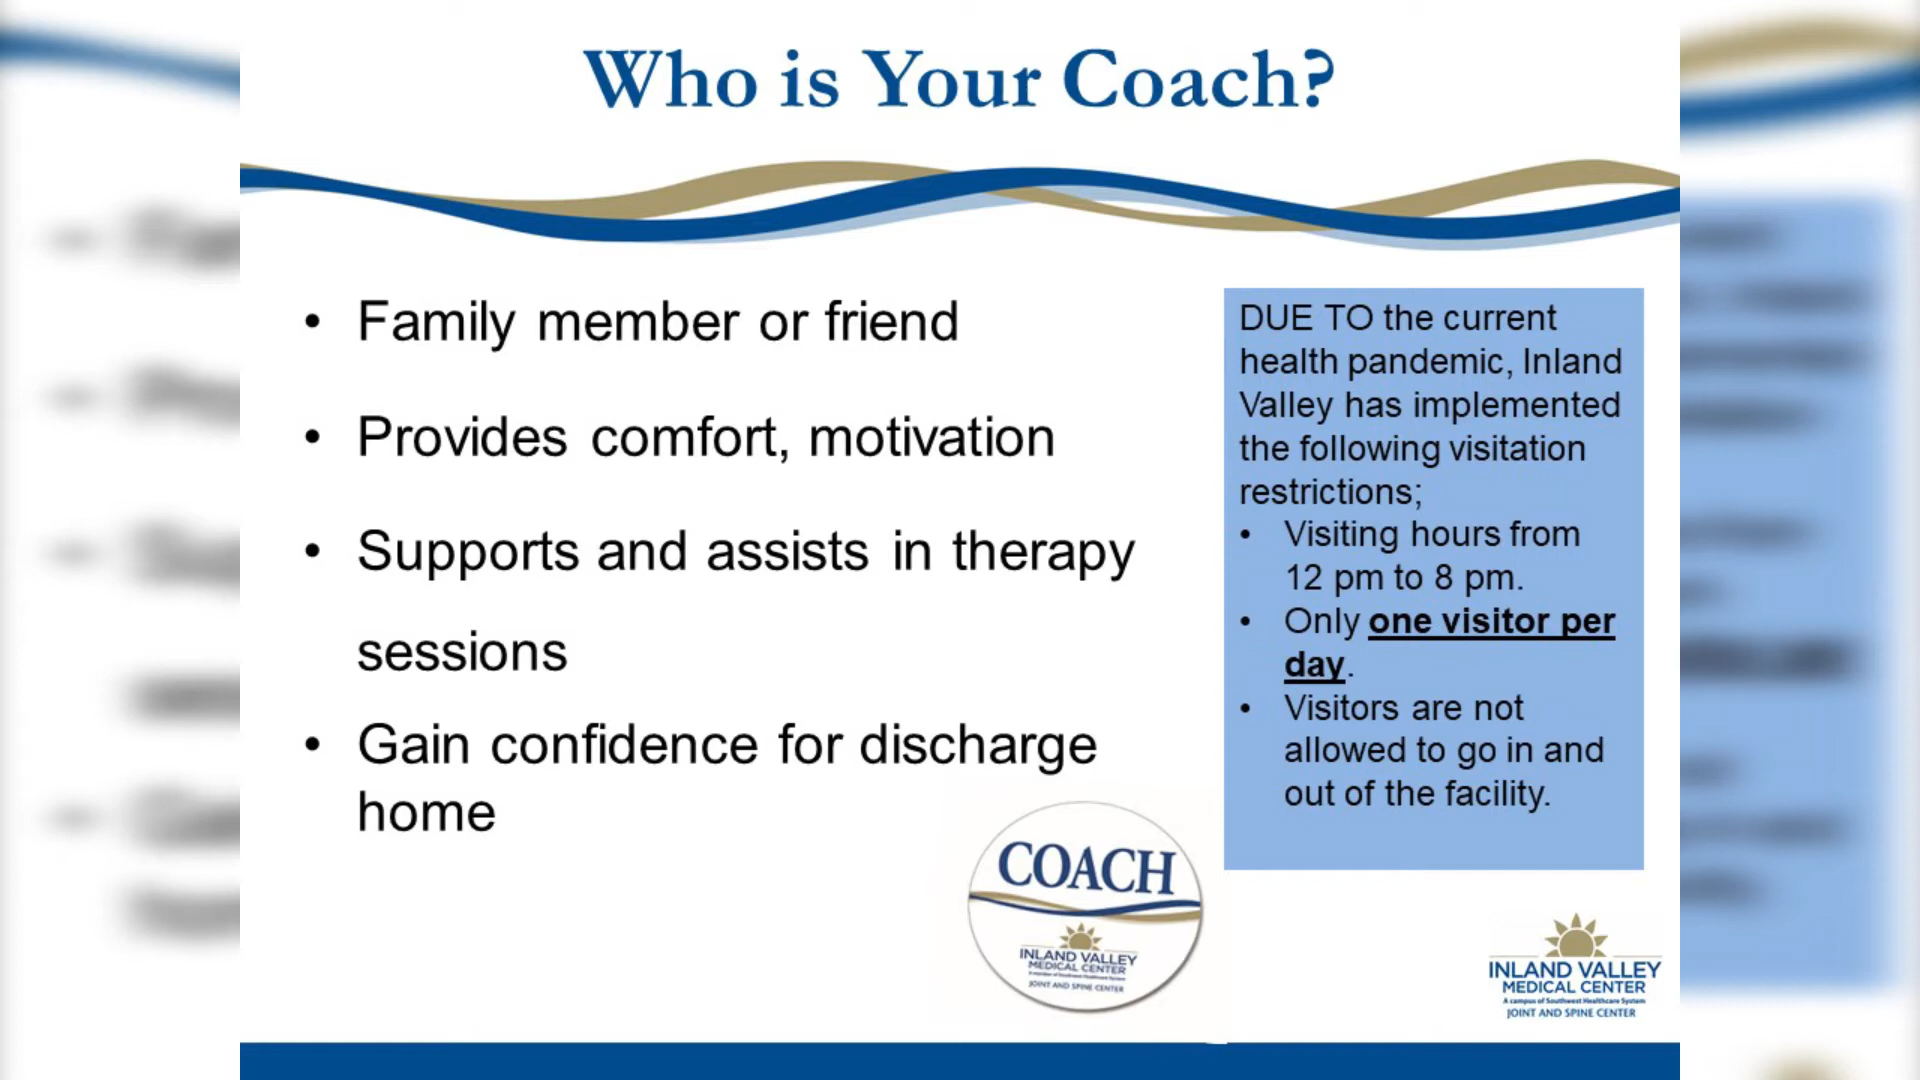 Who is Your Coach?
• Family member or friend
• Provides comfort, motivation
• Supports and assists in therapy
sessions
• Gain confidence for discharge
home
DUE TO the current
health pandemic, Inland
Valley has implemented
the following visitation
restrictions;
• Visiting hours from
12 pm to 8 pm.
• Only one visitor per
day.
• Visitors are not
allowed to go in and
out of the facility.
COACH
INLAND VALLEY
MEDICAL CENTER
JOINT AND SPINE CENTER
INLAND VALLEY
MEDICAL CENTER
A campus of Southwest Healthcare System
JOINT AND SPINE CENTER